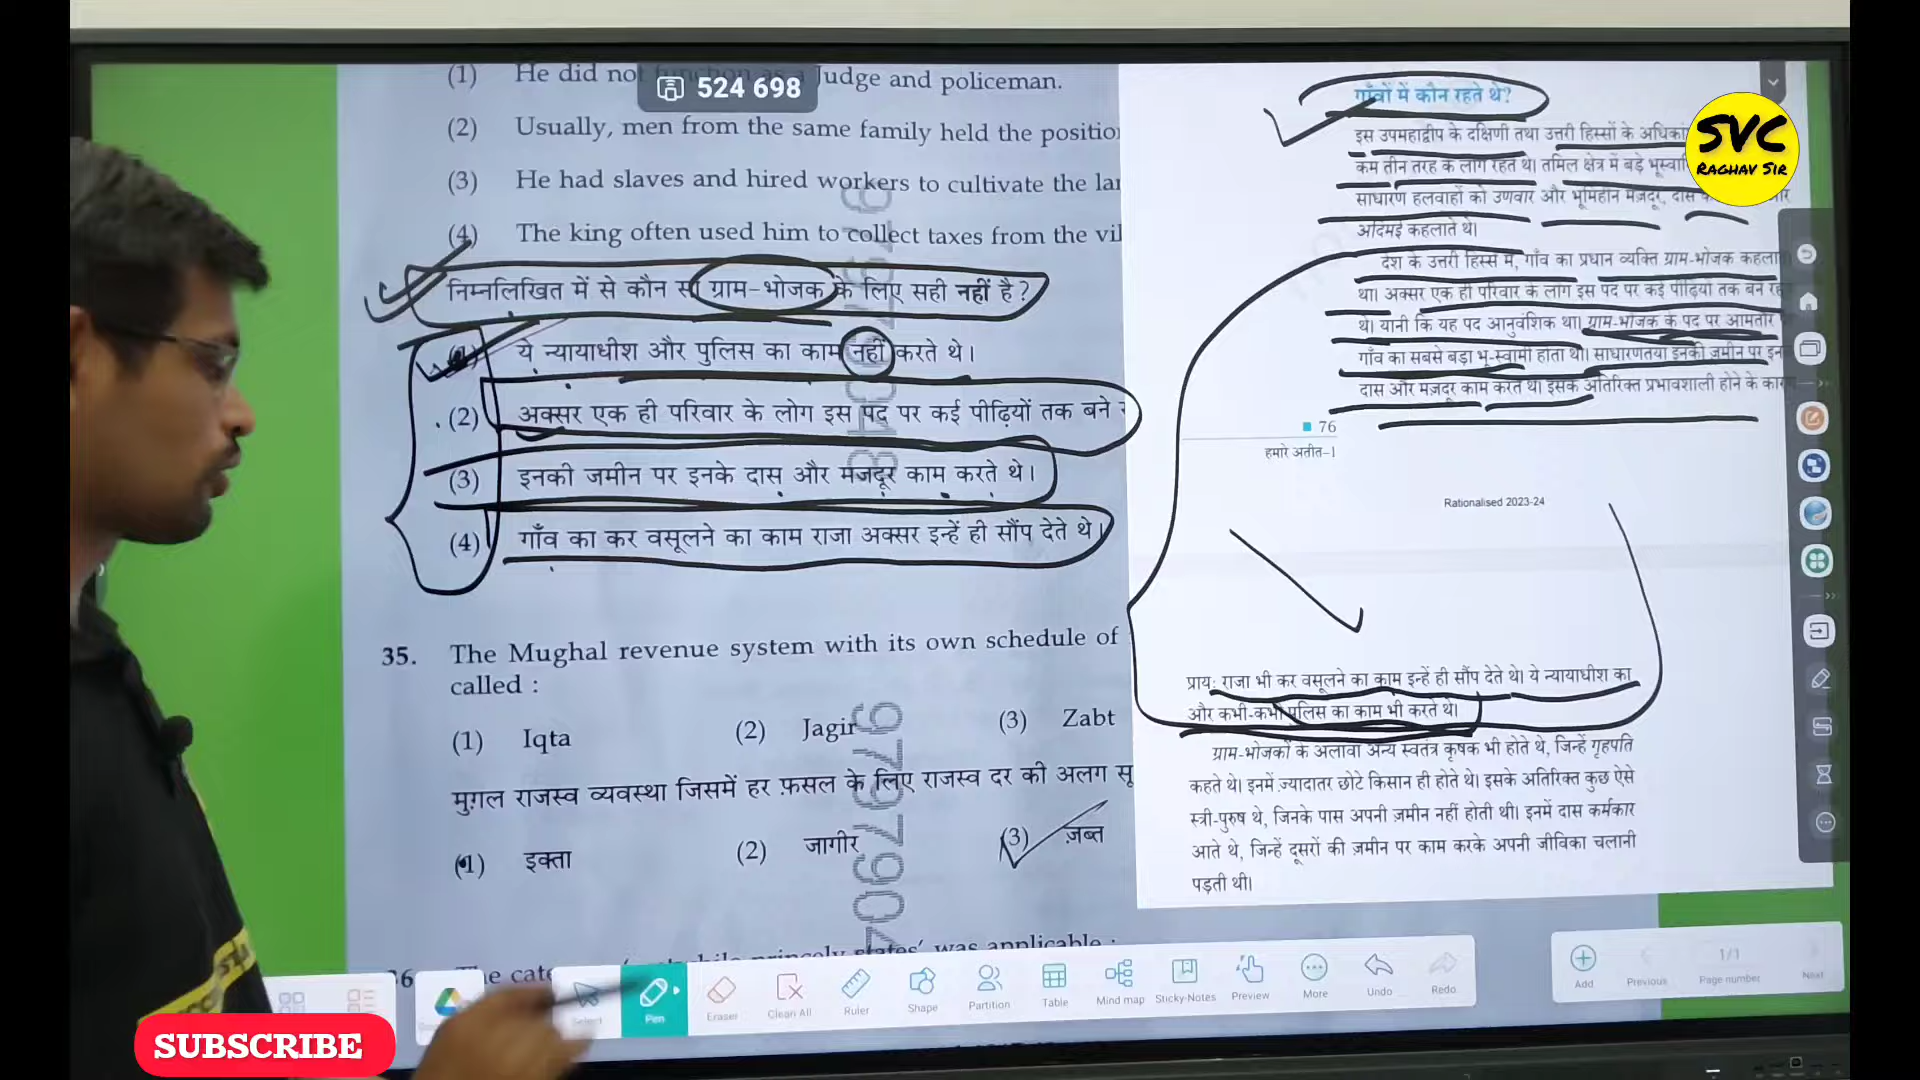 (1) He did not function as a Judge and policeman.
524 698
(2) Usually, men from the same family held the
(3) He had slaves and hired workers to cultivate the
(4) The king often used him to collect taxes from the
निम्नलिखित में से कौन सा ग्राम-भोजक के लिए सही नहीं है?
(1) ये न्यायाधीश और पुलिस का काम नहीं करते थे।
(2) अक्सर एक ही परिवार के लोग इस पद पर कई पीढ़ियों तक बने
(3) इनकी जमीन पर इनके दास और मजदूर काम करते थे।
(4) गाँव का कर वसूलने का काम राजा अक्सर इन्हें ही सौंप देते थे।
35. The Mughal revenue system with its own schedule of
called :
(1) Iqta (2) Jagir (3) Zabt
मुग़ल राजस्व व्यवस्था जिसमें हर फ़सल के लिए राजस्व दर की अलग
(1) इक्ता (2) जागीर (3) ज़ब्त
princely states' was applicable :
गाँवों में कौन रहते थे?
इस उपमहाद्वीप के दक्षिणी तथा उत्तरी हिस्सों के
कम तीन तरह के लोग रहते थे। तमिल क्षेत्र में बड़े
साधारण हलवाहों को उणवार और भूमिहीन मज़दूर, दास
अदिमई कहलाते थे।
देश के उत्तरी हिस्से में, गाँव का प्रधान व्यक्ति ग्राम-भोजक
था। अक्सर एक ही परिवार के लोग इस पद पर कई पीढ़ियों तक बने
थे। यानी कि यह पद आनुवंशिक था। ग्राम-भोजक के पद पर आमतौर
गाँव का सबसे बड़ा भू-स्वामी होता था। साधारणतया इनकी ज़मीन पर
दास और मज़दूर काम करते थे। इसके अतिरिक्त प्रभावशाली होने के
76
हमारे अतीत-1
Rationalised 2023-24
प्रायः राजा भी कर वसूलने का काम इन्हें ही सौंप देते थे। ये न्यायाधीश का
और कभी-कभी पुलिस का काम भी करते थे।
ग्राम-भोजकों के अलावा अन्य स्वतंत्र कृषक भी होते थे, जिन्हें गृहपति
कहते थे। इनमें ज़्यादातर छोटे किसान ही होते थे। इसके अतिरिक्त कुछ ऐसे
स्त्री-पुरुष थे, जिनके पास अपनी ज़मीन नहीं होती थी। इनमें दास कर्मकार
आते थे, जिन्हें दूसरों की ज़मीन पर काम करके अपनी जीविका चलानी
पड़ती थी।
SVC
RAGHAV SIR
Select Pen Eraser Clean All Ruler Shape Partition Table Mind map Sticky-Notes Preview More Undo Redo
Add Previous 1/1 Page number Next
SUBSCRIBE